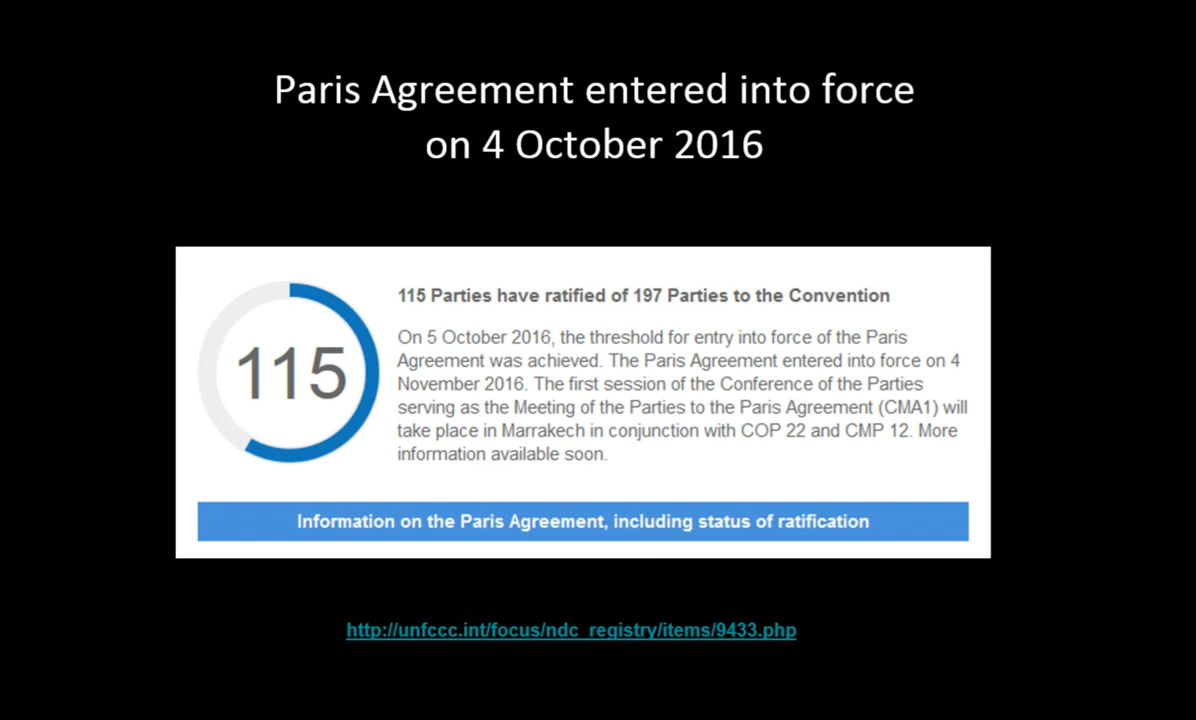 Paris Agreement entered into force
on 4 October 2016
115 Parties have ratified of 197 Parties to the Convention
115
On 5 October 2016, the threshold for entry into force of the Paris
Agreement was achieved. The Paris Agreement entered into force on 4
November 2016. The first session of the Conference of the Parties
serving as the Meeting of the Parties to the Paris Agreement (CMA1) will
take place in Marrakech in conjunction with COP 22 and CMP 12. More
information available soon.
Information on the Paris Agreement, including status of ratification
http://unfccc.int/focus/ndc_registry/items/9433.php